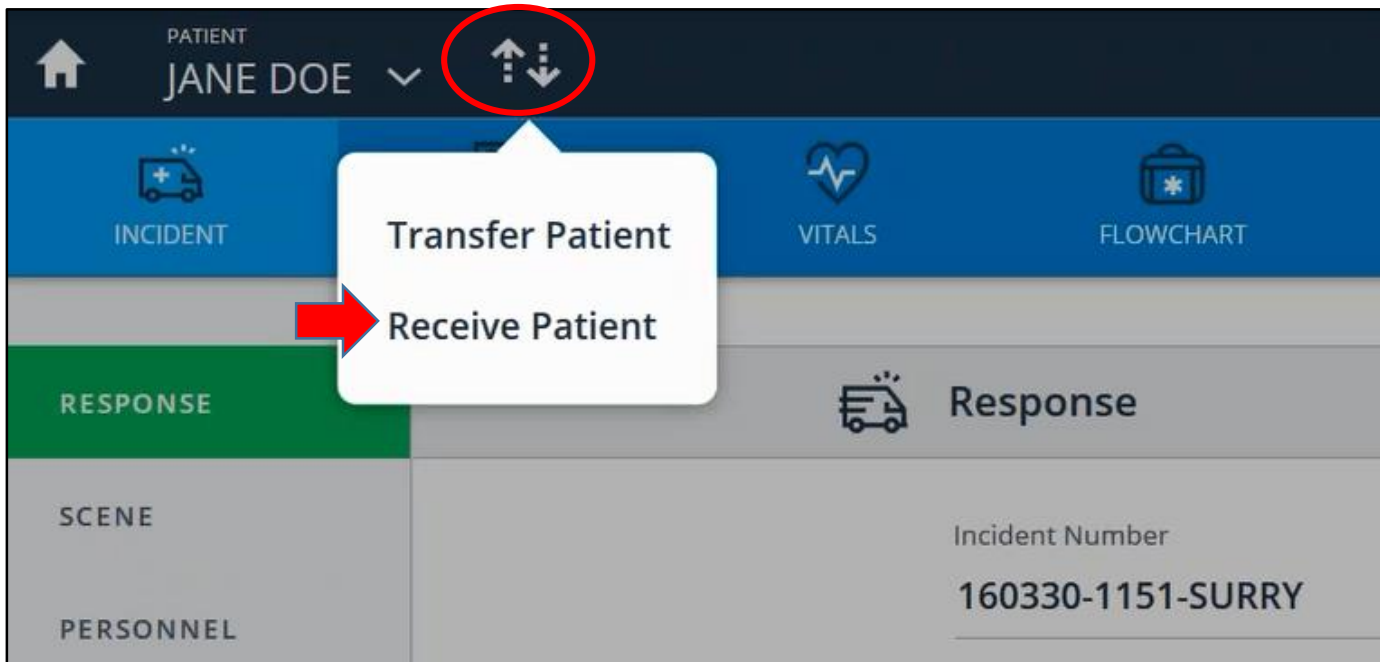 PATIENT
JANE DOE
INCIDENT
VITALS
FLOWCHART
Transfer Patient
Receive Patient
RESPONSE
Response
SCENE
Incident Number
160330-1151-SURRY
PERSONNEL